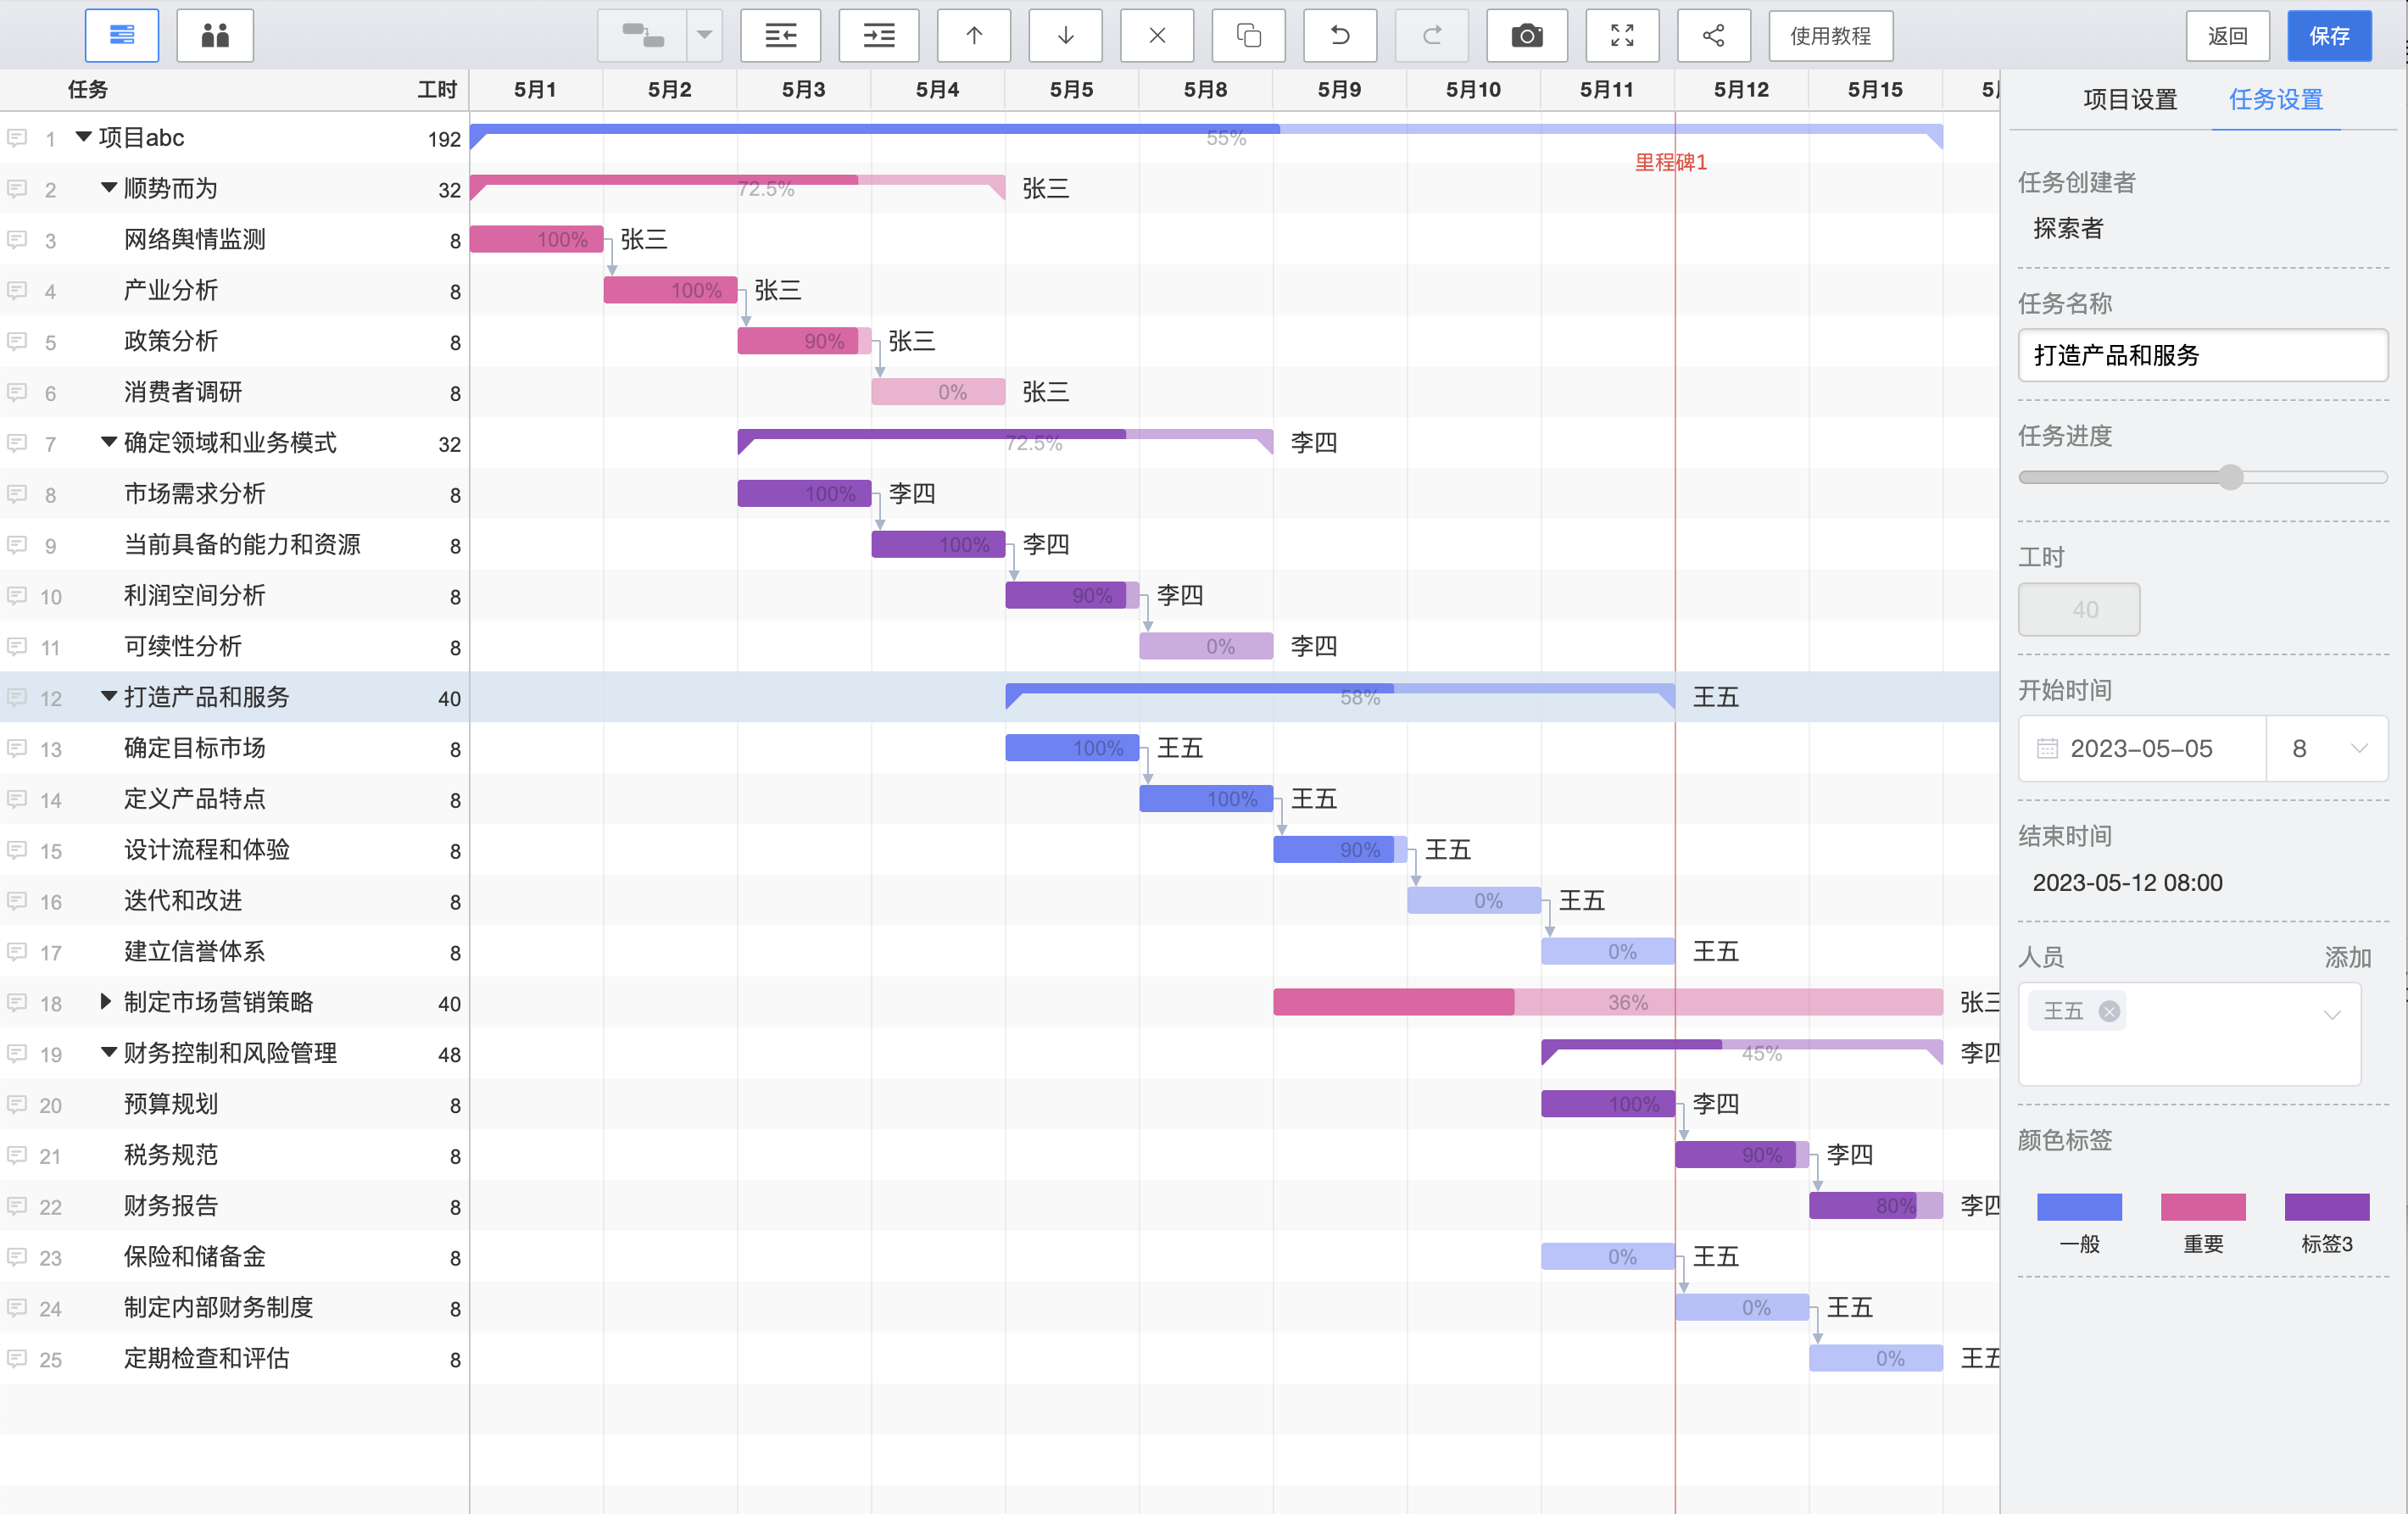 使用教程 返回 保存
任务 工时 5月1 5月2 5月3 5月4 5月5 5月8 5月9 5月10 5月11 5月12 5月15
项目设置 任务设置
里程碑1
1 项目abc 192 55%
2 顺势而为 32 72.5% 张三
3 网络舆情监测 8 100% 张三
4 产业分析 8 100% 张三
5 政策分析 8 90% 张三
6 消费者调研 8 0% 张三
7 确定领域和业务模式 32 72.5% 李四
8 市场需求分析 8 100% 李四
9 当前具备的能力和资源 8 100% 李四
10 利润空间分析 8 90% 李四
11 可续性分析 8 0% 李四
12 打造产品和服务 40 58% 王五
13 确定目标市场 8 100% 王五
14 定义产品特点 8 100% 王五
15 设计流程和体验 8 90% 王五
16 迭代和改进 8 0% 王五
17 建立信誉体系 8 0% 王五
18 制定市场营销策略 40 36% 张三
19 财务控制和风险管理 48 45% 李四
20 预算规划 8 100% 李四
21 税务规范 8 90% 李四
22 财务报告 8 80% 李四
23 保险和储备金 8 0% 王五
24 制定内部财务制度 8 0% 王五
25 定期检查和评估 8 0% 王五
任务创建者
探索者
任务名称
打造产品和服务
任务进度
工时
40
开始时间
2023-05-05 8
结束时间
2023-05-12 08:00
人员 添加
王五
颜色标签
一般 重要 标签3